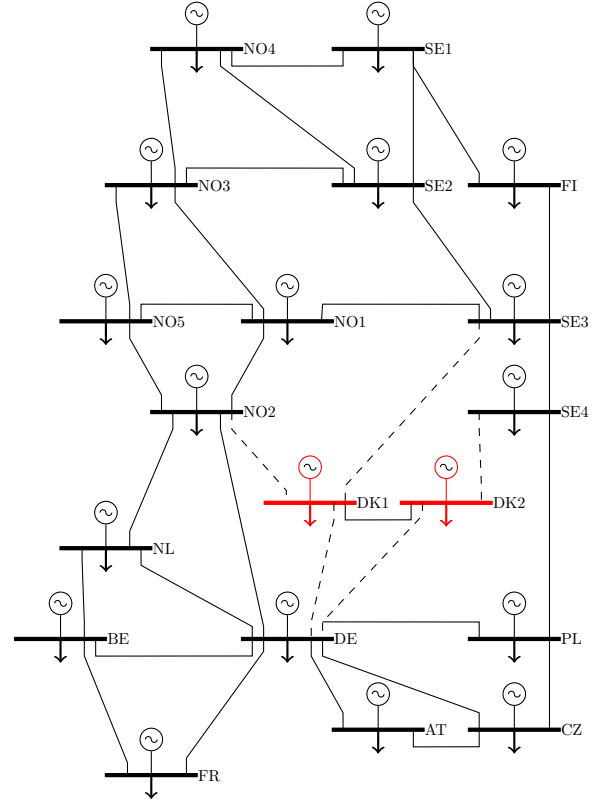 NO4
SE1
NO3
SE2
FI
NO5
NO1
SE3
NO2
SE4
DK1
DK2
NL
BE
DE
PL
AT
CZ
FR